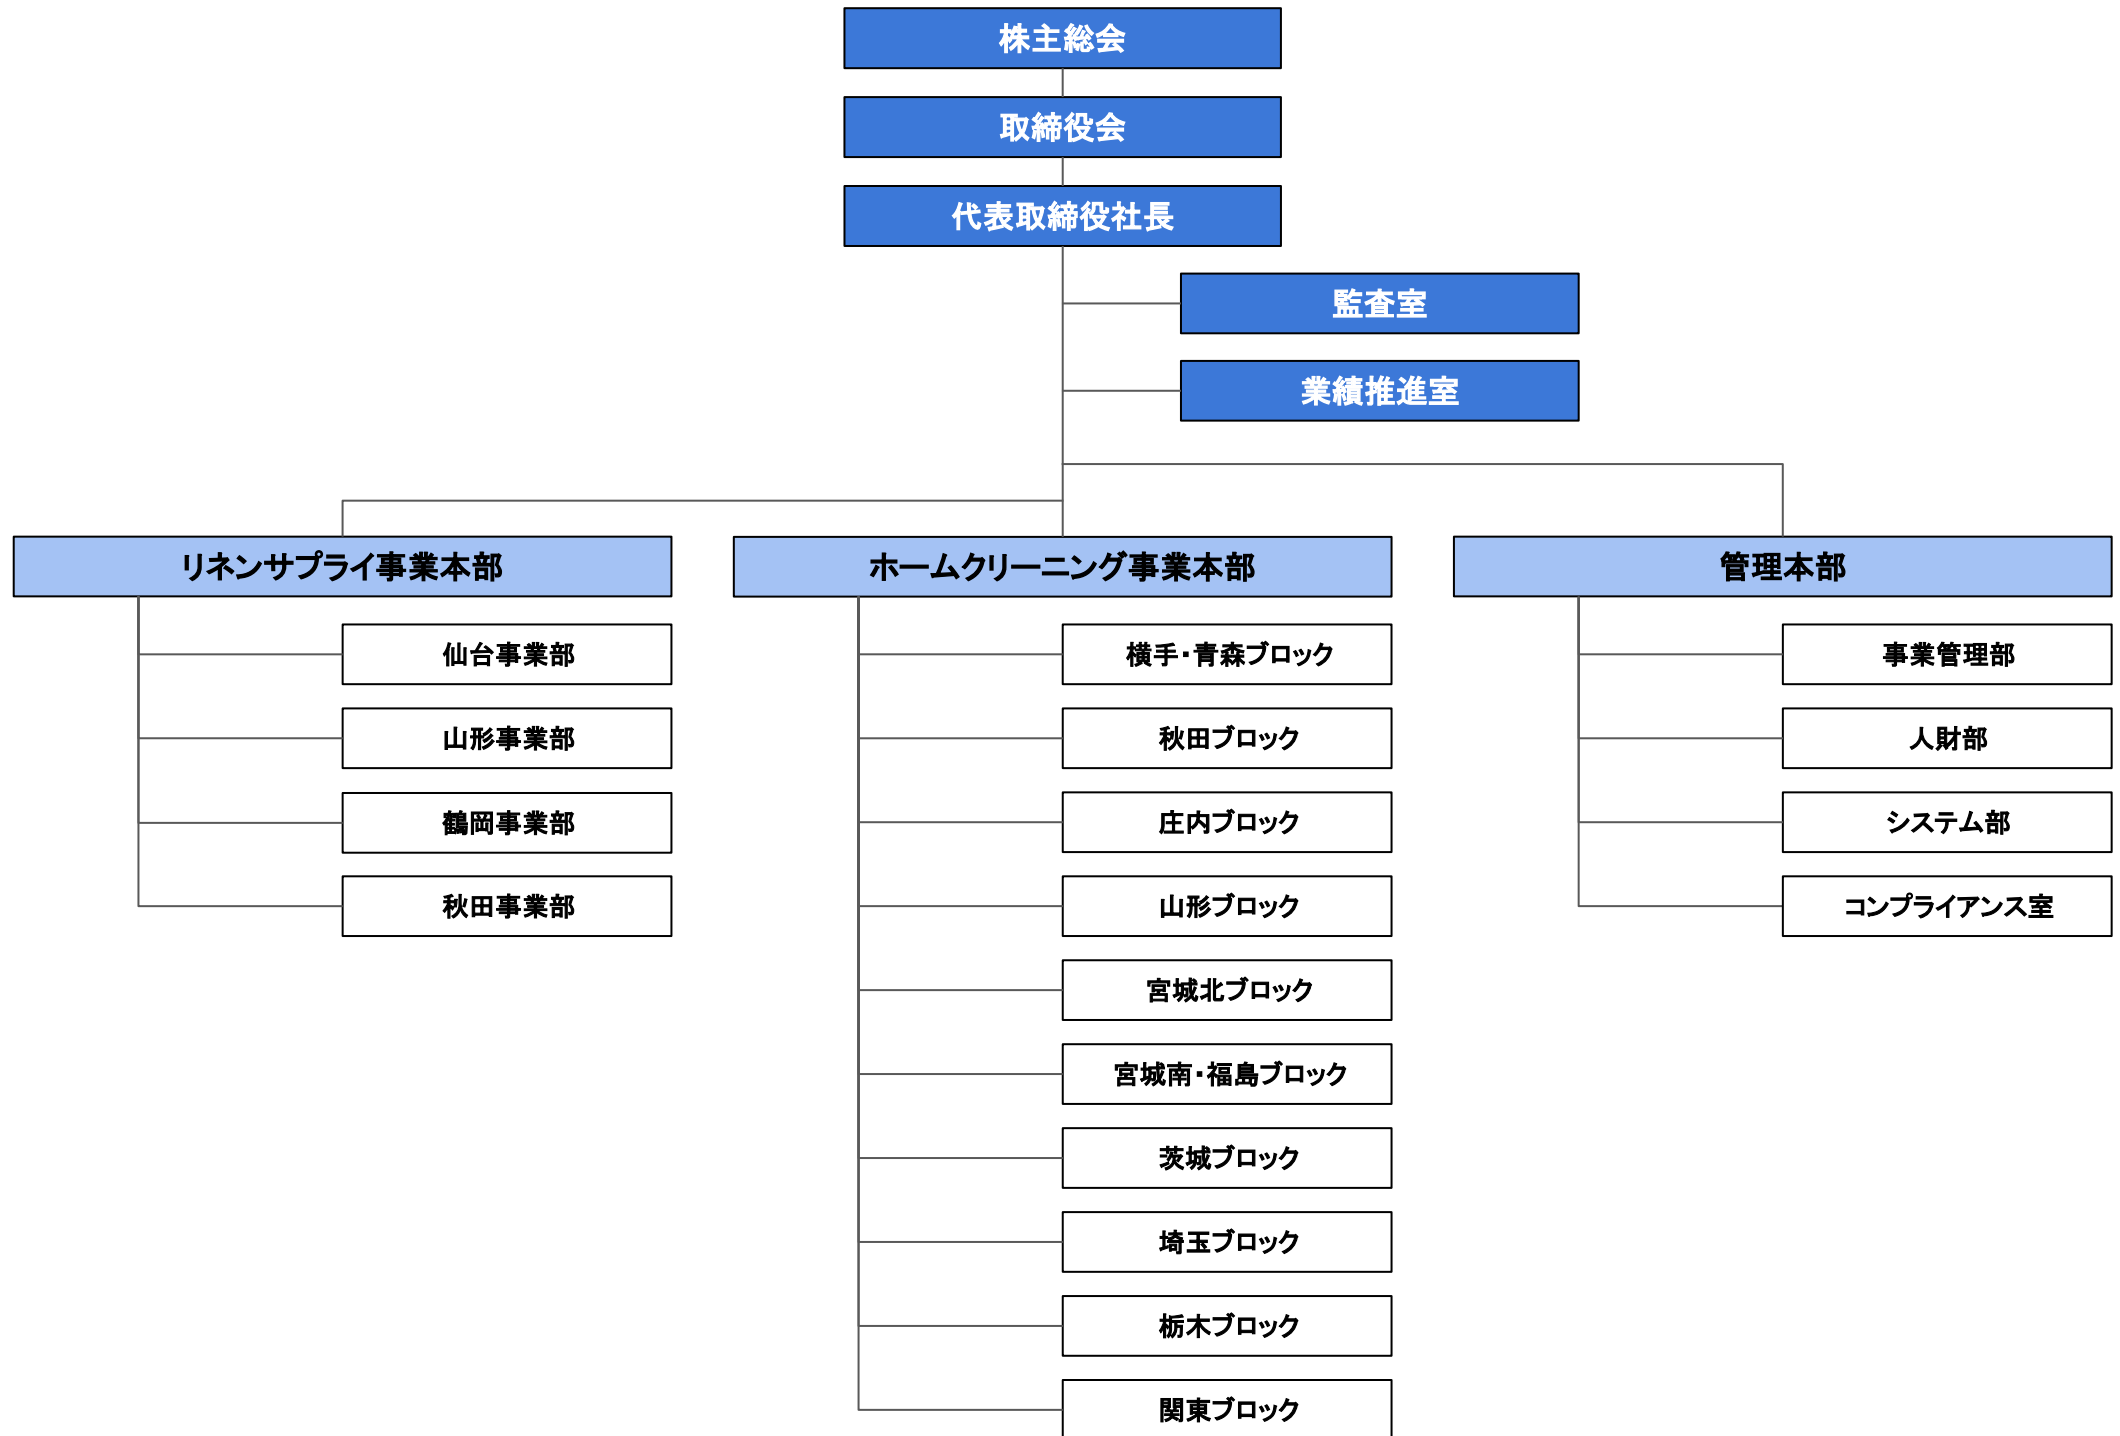 株主総会
取締役会
代表取締役社長
監査室
業績推進室
リネンサプライ事業本部
仙台事業部
山形事業部
鶴岡事業部
秋田事業部
ホームクリーニング事業本部
横手・青森ブロック
秋田ブロック
庄内ブロック
山形ブロック
宮城北ブロック
宮城南・福島ブロック
茨城ブロック
埼玉ブロック
栃木ブロック
関東ブロック
管理本部
事業管理部
人財部
システム部
コンプライアンス室